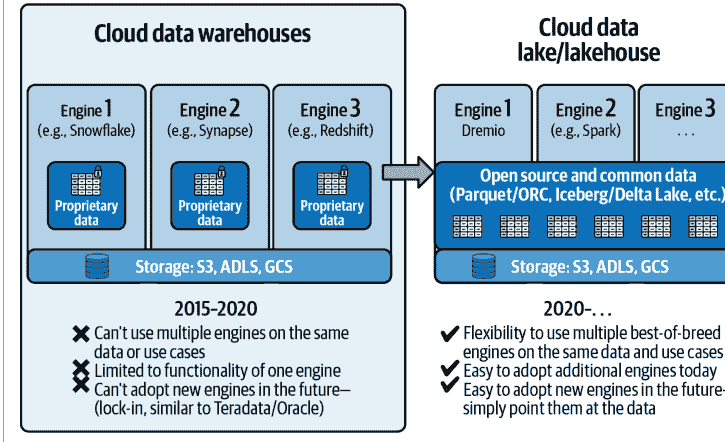 Cloud data warehouses
Engine 1
(e.g., Snowflake)
Proprietary
data
Engine 2
(e.g., Synapse)
Proprietary
data
Engine 3
(e.g., Redshift)
Proprietary
data
Storage: S3, ADLS, GCS
2015-2020
Can't use multiple engines on the same
data or use cases
Limited to functionality of one engine
Can't adopt new engines in the future—
(lock-in, similar to Teradata/Oracle)
Cloud data
lake/lakehouse
Engine 1
Dremio
Engine 2
(e.g., Spark)
Engine 3
. . .
Open source and common data
(Parquet/ORC, Iceberg/Delta Lake, etc.)
Storage: S3, ADLS, GCS
2020-. . .
Flexibility to use multiple best-of-breed
engines on the same data and use cases
Easy to adopt additional engines today
Easy to adopt new engines in the future—
simply point them at the data